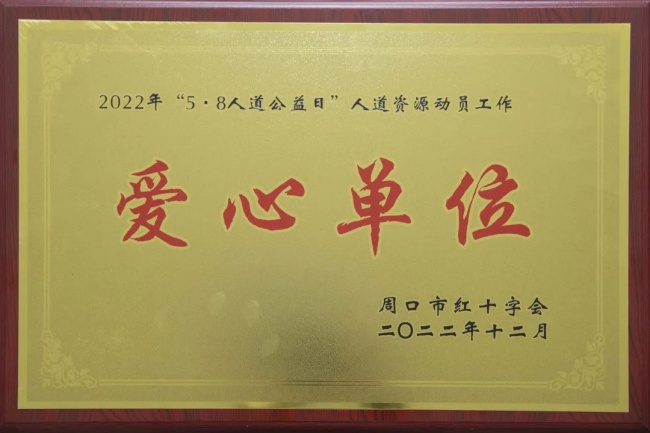 2022年“5·8人道公益日”人道资源动员工作
爱心单位
周口市红十字会
二〇二二年十二月